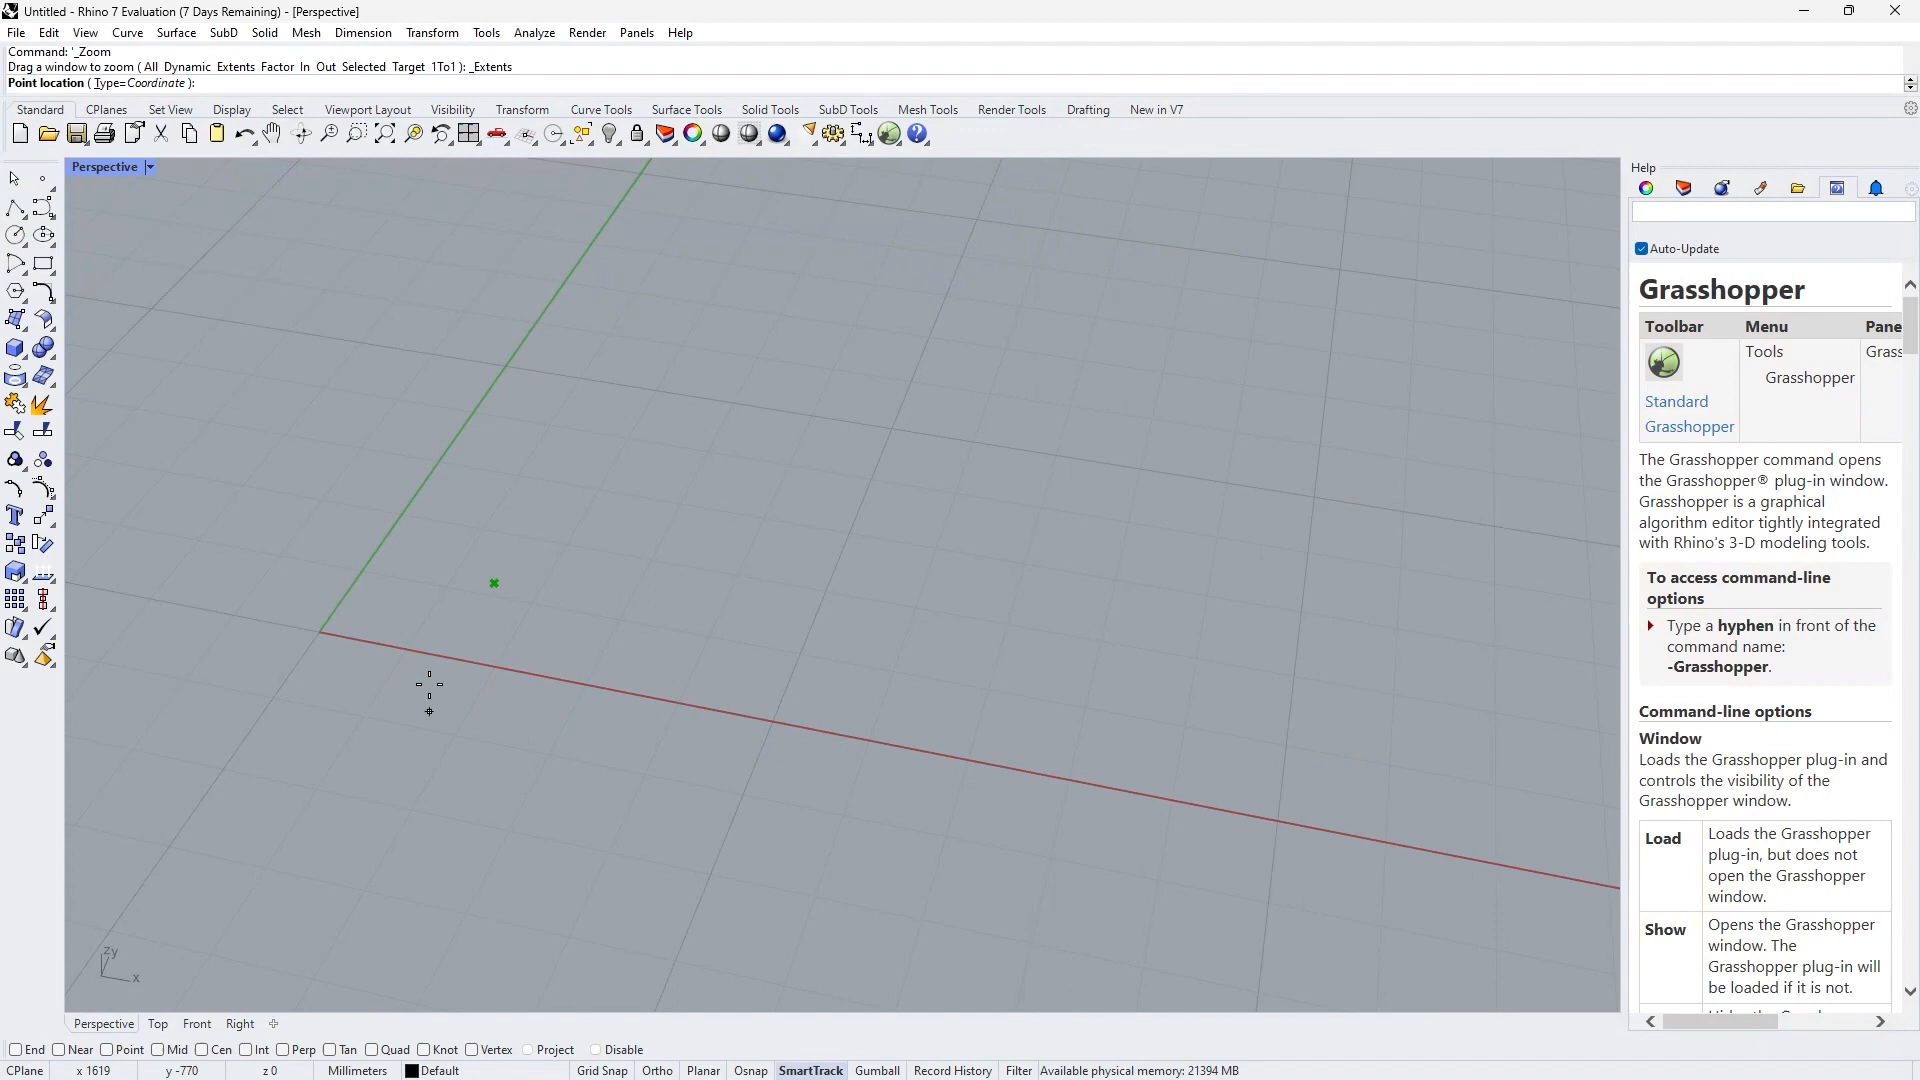 Untitled - Rhino 7 Evaluation (7 Days Remaining) - [Perspective]
File Edit View Curve Surface SubD Solid Mesh Dimension Transform Tools Analyze Render Panels Help
Command: '_Zoom
Drag a window to zoom ( All Dynamic Extents Factor In Out Selected Target 1To1 ): _Extents
Point location ( Type=Coordinate ):
Standard CPlanes Set View Display Select Viewport Layout Visibility Transform Curve Tools Surface Tools Solid Tools SubD Tools Mesh Tools Render Tools Drafting New in V7
Perspective
Help
Auto-Update
Grasshopper
Toolbar Menu Pane
Tools Grass
Grasshopper
Standard
Grasshopper
The Grasshopper command opens
the Grasshopper® plug-in window.
Grasshopper is a graphical
algorithm editor tightly integrated
with Rhino's 3-D modeling tools.
To access command-line
options
Type a hyphen in front of the
command name:
-Grasshopper.
Command-line options
Window
Loads the Grasshopper plug-in and
controls the visibility of the
Grasshopper window.
Load Loads the Grasshopper
plug-in, but does not
open the Grasshopper
window.
Show Opens the Grasshopper
window. The
Grasshopper plug-in will
be loaded if it is not.
z y
x
Perspective Top Front Right
End Near Point Mid Cen Int Perp Tan Quad Knot Vertex Project Disable
CPlane x 1619 y -770 z 0 Millimeters Default Grid Snap Ortho Planar Osnap SmartTrack Gumball Record History Filter Available physical memory: 21394 MB